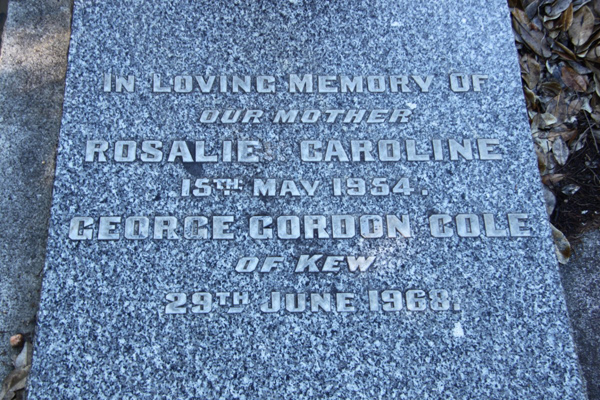 IN LOVING MEMORY OF
OUR MOTHER
ROSALIE CAROLINE
15TH MAY 1954.
GEORGE GORDON COLE
OF KEW
29TH JUNE 1968.